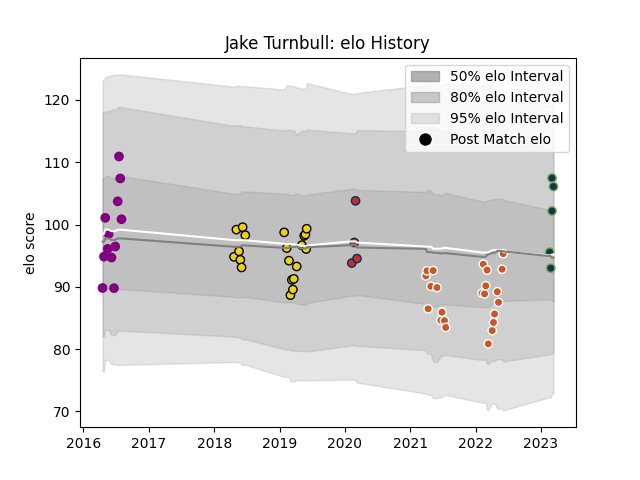 Jake Turnbull: elo History
50% elo Interval
80% elo Interval
95% elo Interval
Post Match elo
elo score
120
110
100
90
80
70
2016 2017 2018 2019 2020 2021 2022 2023